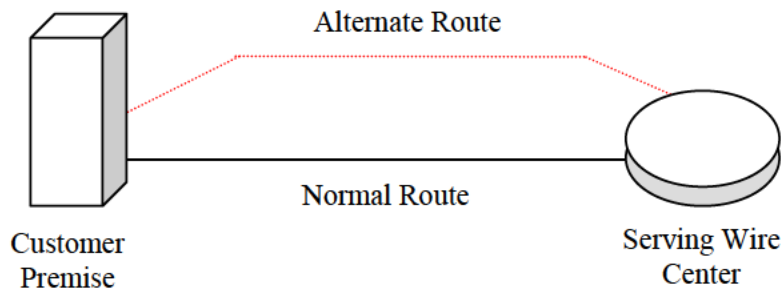 Alternate Route
Normal Route
Customer
Premise
Serving Wire
Center